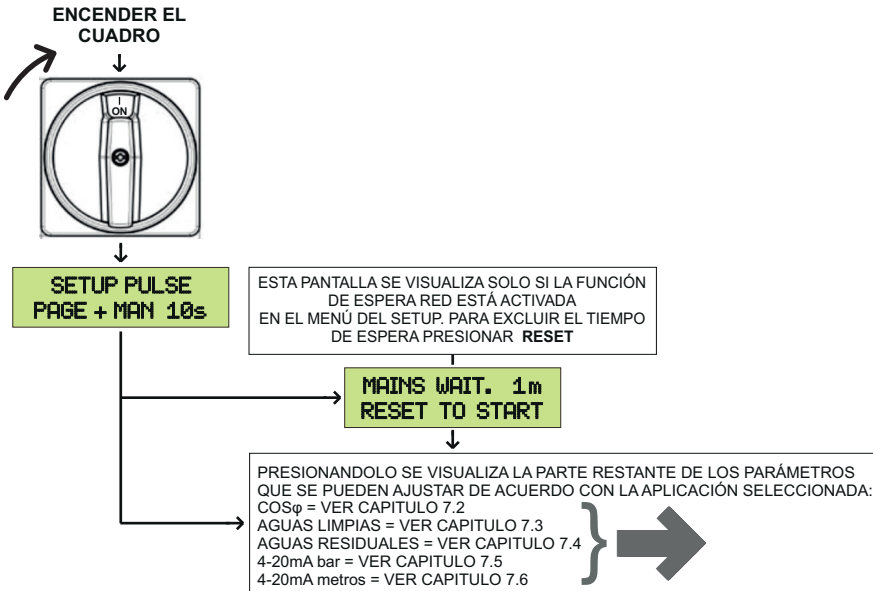 ENCENDER EL
CUADRO
I
ON
SETUP PULSE
PAGE + MAN 10s
ESTA PANTALLA SE VISUALIZA SOLO SI LA FUNCIÓN
DE ESPERA RED ESTÁ ACTIVADA
EN EL MENÚ DEL SETUP. PARA EXCLUIR EL TIEMPO
DE ESPERA PRESIONAR RESET
MAINS WAIT. 1m
RESET TO START
PRESIONANDOLO SE VISUALIZA LA PARTE RESTANTE DE LOS PARÁMETROS
QUE SE PUEDEN AJUSTAR DE ACUERDO CON LA APLICACIÓN SELECCIONADA:
COSφ = VER CAPITULO 7.2
AGUAS LIMPIAS = VER CAPITULO 7.3
AGUAS RESIDUALES = VER CAPITULO 7.4
4-20mA bar = VER CAPITULO 7.5
4-20mA metros = VER CAPITULO 7.6